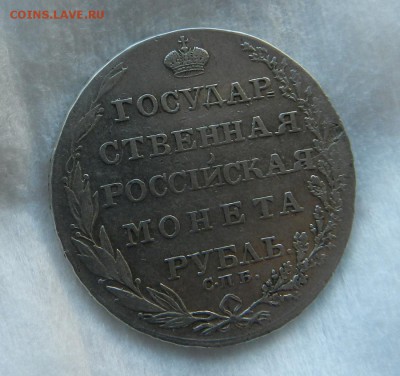 COINS.LAVE.RU
ГОСУДАР
СТВЕННАЯ
РОССІЙСКАЯ
МОНЕТА
РУБЛЬ.
С.П.Б.